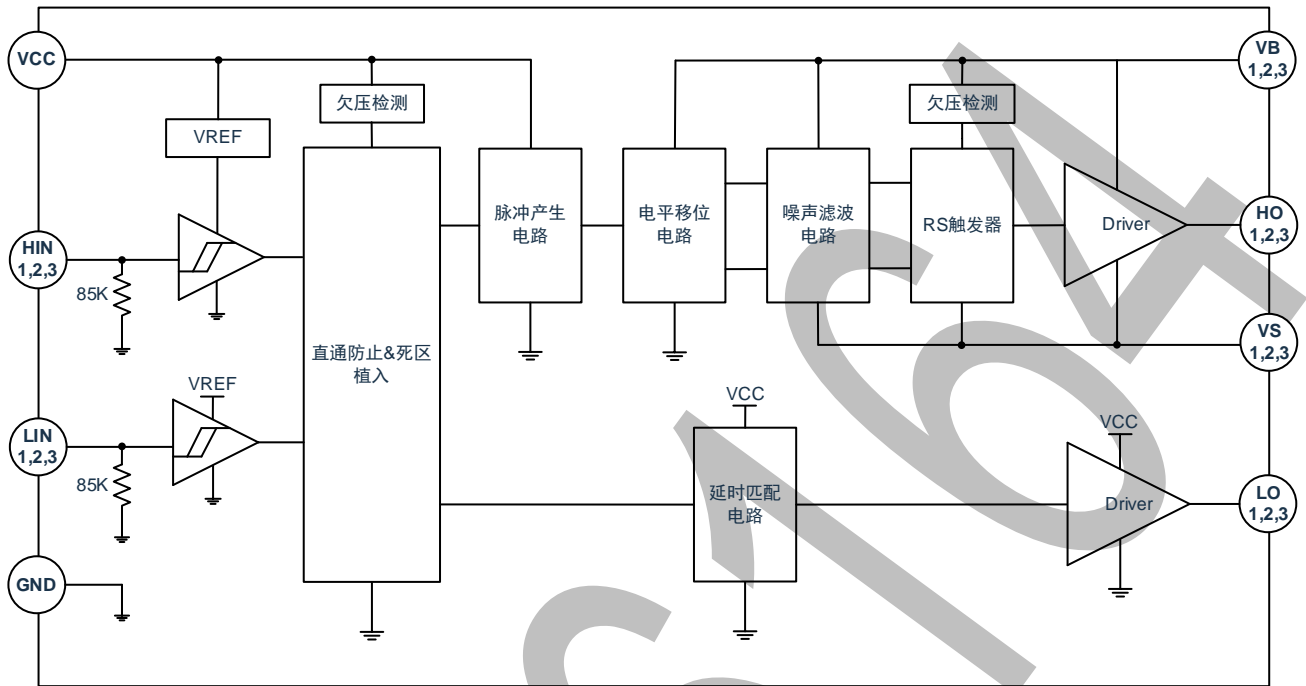 VCC
VB
1,2,3
欠压检测
欠压检测
VREF
脉冲产生
电路
电平移位
电路
噪声滤波
电路
RS触发器
Driver
HO
1,2,3
HIN
1,2,3
85K
VS
1,2,3
直通防止&死区
植入
VREF
VCC
VCC
LIN
1,2,3
85K
延时匹配
电路
Driver
LO
1,2,3
GND